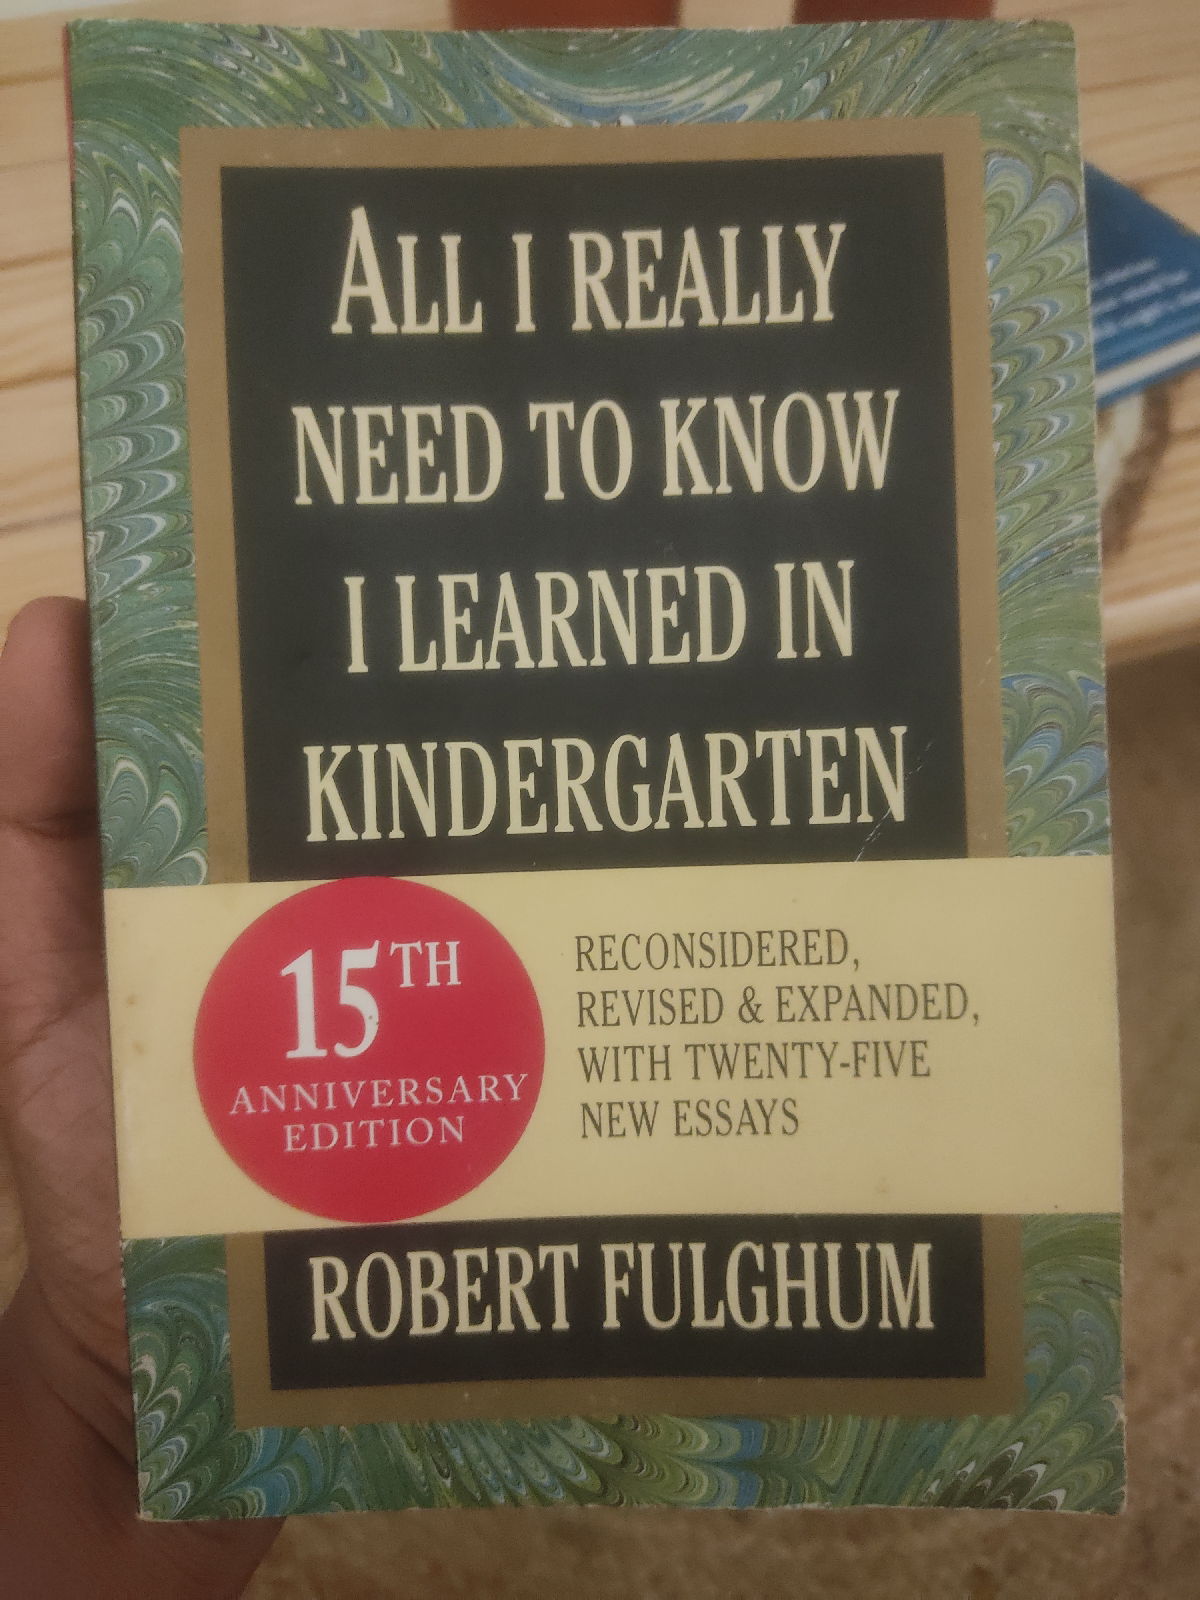 ALL I REALLY
NEED TO KNOW
I LEARNED IN
KINDERGARTEN
15TH
ANNIVERSARY
EDITION
RECONSIDERED,
REVISED & EXPANDED,
WITH TWENTY-FIVE
NEW ESSAYS
ROBERT FULGHUM